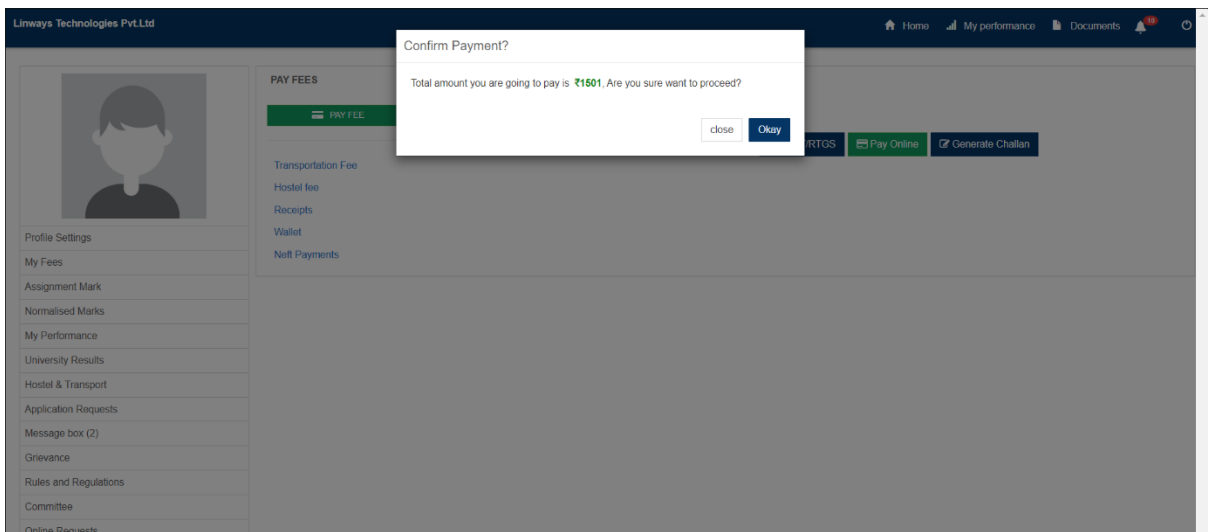 Linways Technologies Pvt.Ltd
Home My performance Documents 10
Confirm Payment?
Total amount you are going to pay is ₹1501, Are you sure want to proceed?
close Okay
PAY FEES
PAY FEE
/RTGS Pay Online Generate Challan
Transportation Fee
Hostel fee
Receipts
Wallet
Neft Payments
Profile Settings
My Fees
Assignment Mark
Normalised Marks
My Performance
University Results
Hostel & Transport
Application Requests
Message box (2)
Grievance
Rules and Regulations
Committee
Online Requests